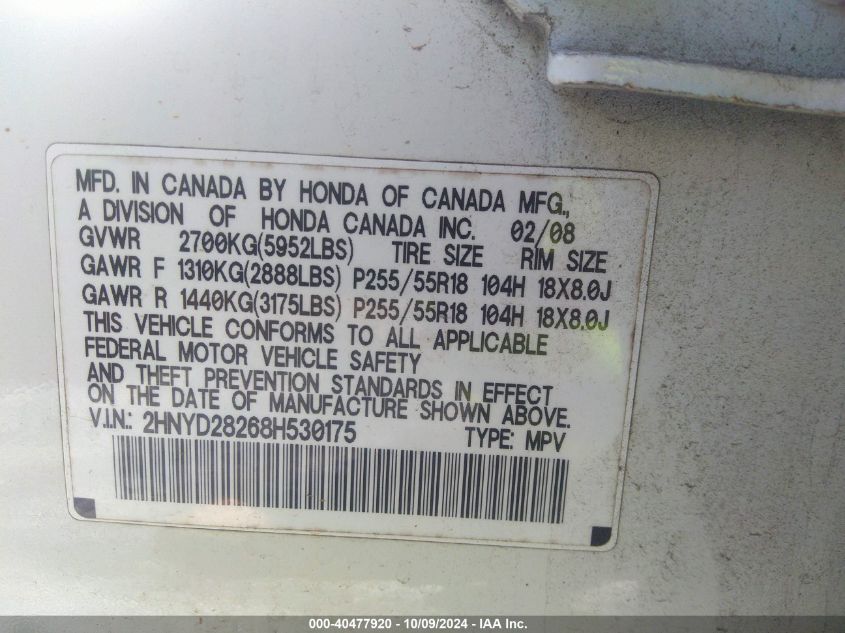 MFD. IN CANADA BY HONDA OF CANADA MFG.,
A DIVISION OF HONDA CANADA INC. 02/08
GVWR 2700KG(5952LBS) TIRE SIZE RIM SIZE
GAWR F 1310KG(2888LBS) P255/55R18 104H 18X8.0J
GAWR R 1440KG(3175LBS) P255/55R18 104H 18X8.0J
THIS VEHICLE CONFORMS TO ALL APPLICABLE
FEDERAL MOTOR VEHICLE SAFETY
AND THEFT PREVENTION STANDARDS IN EFFECT
ON THE DATE OF MANUFACTURE SHOWN ABOVE.
V.I.N.: 2HNYD28268H530175 TYPE: MPV
000-40477920 - 10/09/2024 - IAA Inc.